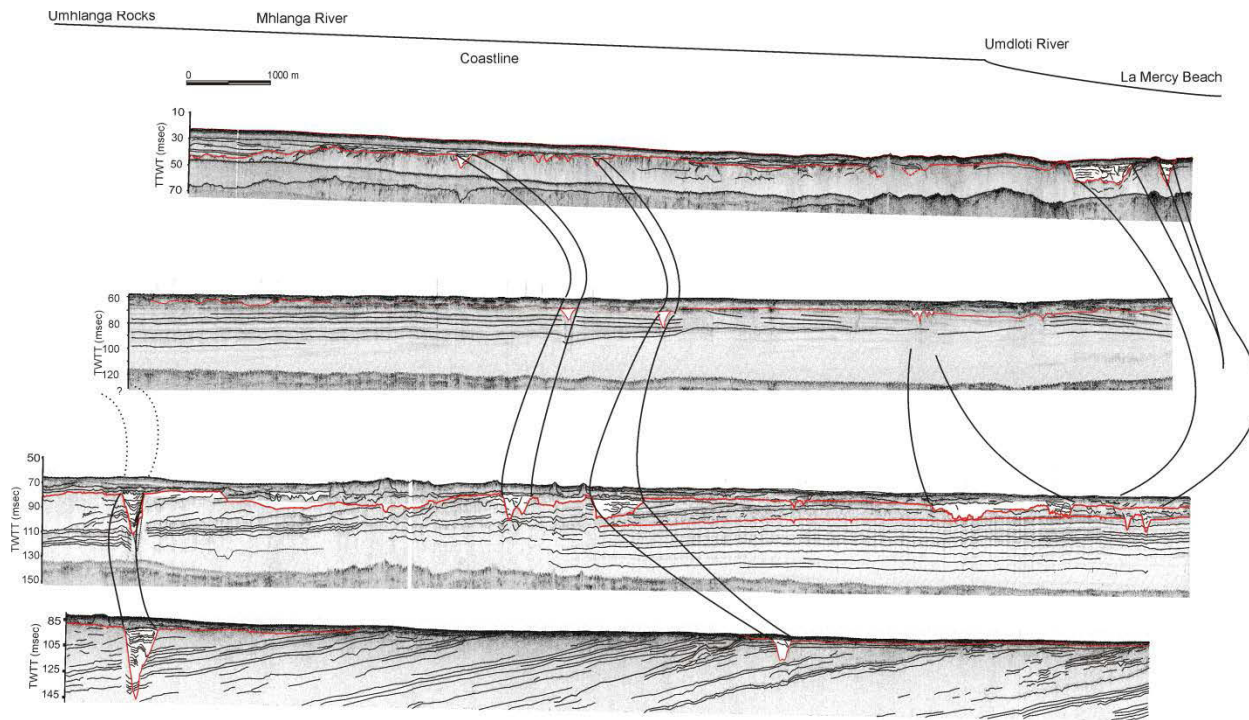 Umhlanga Rocks
Mhlanga River
Umdloti River
Coastline
La Mercy Beach
0 1000 m
10
30
50
70
TTWT (msec)
60
80
100
120
TWTT (msec)
?
50
70
90
110
130
150
TWTT (msec)
85
105
125
145
TWTT (msec)